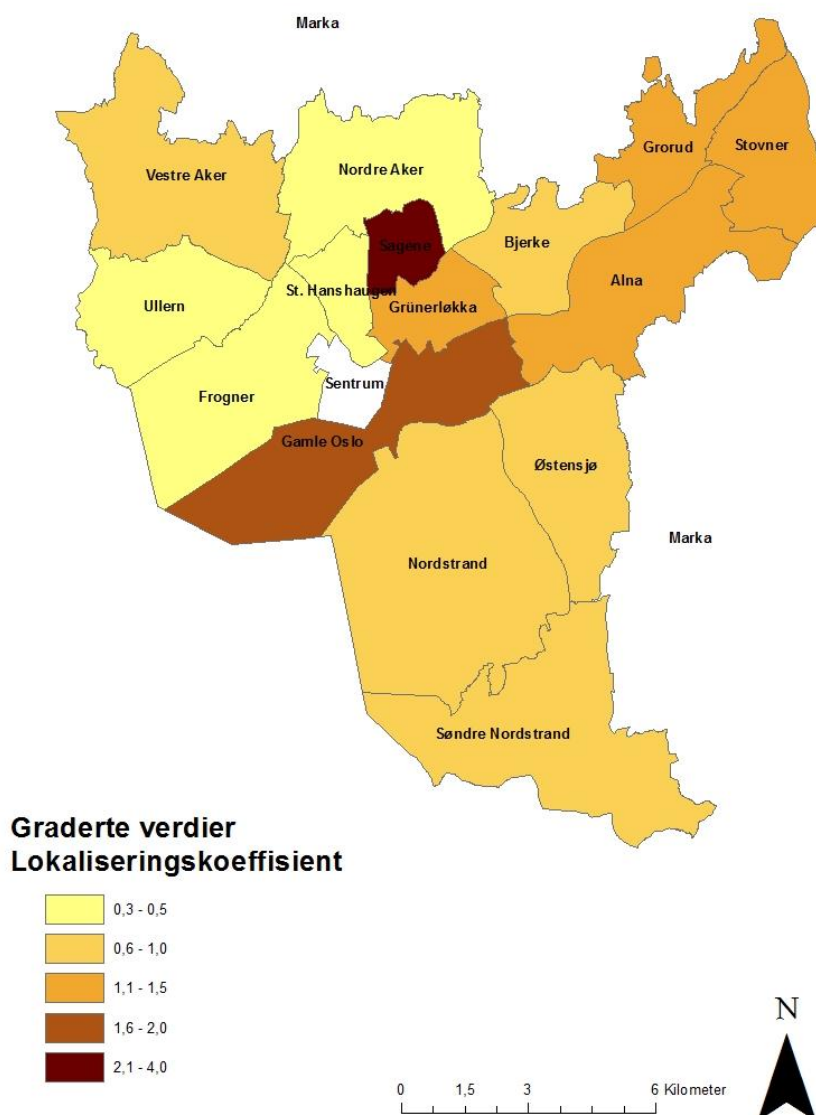 Marka
Grorud
Stovner
Vestre Aker
Nordre Aker
Sagene
Bjerke
Alna
St. Hanshaugen
Ullern
Grünerløkka
Sentrum
Frogner
Gamle Oslo
Østensjø
Marka
Nordstrand
Søndre Nordstrand
Graderte verdier
Lokaliseringskoeffisient
0,3 - 0,5
0,6 - 1,0
1,1 - 1,5
1,6 - 2,0
2,1 - 4,0
N
0 1,5 3 6 Kilometer